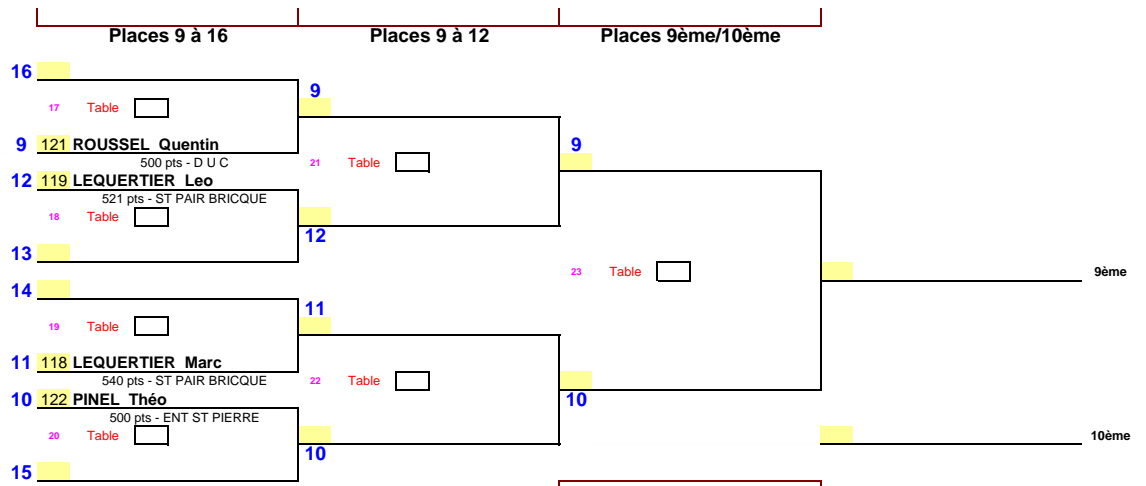 Places 9 à 16 Places 9 à 12 Places 9ème/10ème
16
9
17 Table
9 121 ROUSSEL Quentin 9
500 pts - D U C 21 Table
12 119 LEQUERTIER Leo
521 pts - ST PAIR BRICQUE
18 Table
12
13
23 Table 9ème
14
11
19 Table
11 118 LEQUERTIER Marc
540 pts - ST PAIR BRICQUE 22 Table
10 122 PINEL Théo 10
500 pts - ENT ST PIERRE
20 Table 10ème
10
15